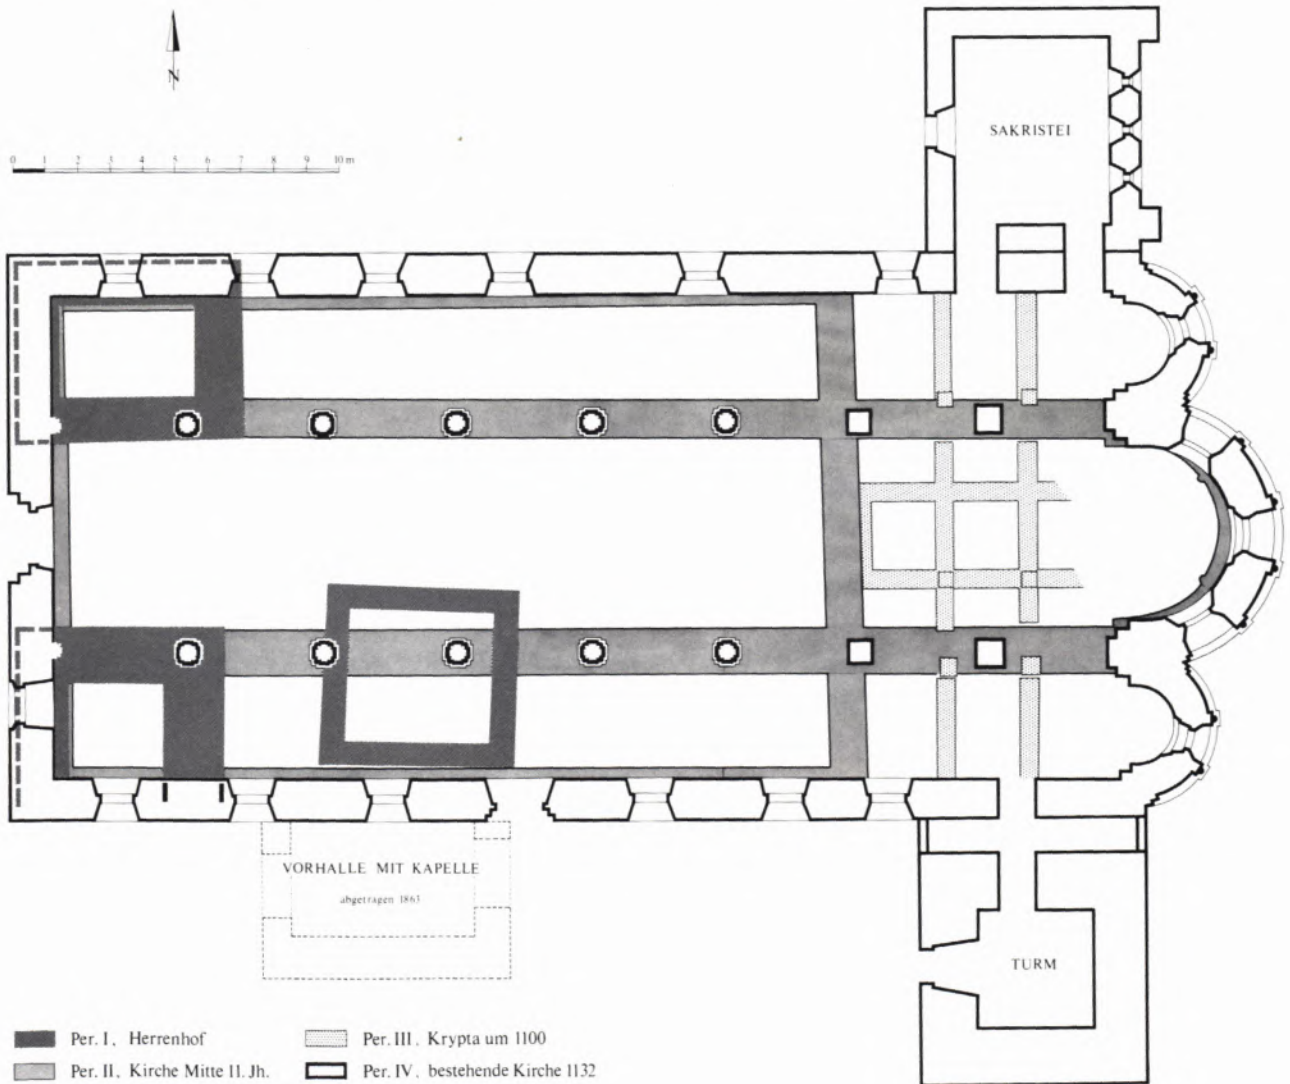 N
0 1 2 3 4 5 6 7 8 9 10 m
SAKRISTEI
VORHALLE MIT KAPELLE
abgetragen 1863
TURM
Per. I, Herrenhof
Per. II, Kirche Mitte 11. Jh.
Per. III, Krypta um 1100
Per. IV, bestehende Kirche 1132